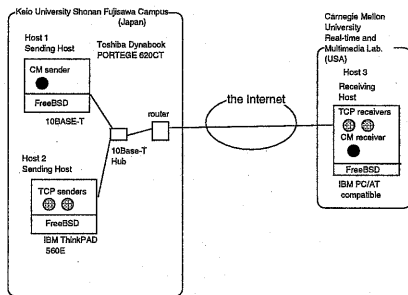 Keio University Shonan Fujisawa Campus
(Japan)
Host 1
Sending Host
Toshiba Dynabook
PORTEGE 620CT
CM sender
FreeBSD
10BASE-T
router
10Base-T
Hub
Host 2
Sending Host
TCP senders
FreeBSD
IBM ThinkPAD
560E
the Internet
Carnegie Mellon
University
Real-time and
Multimedia Lab.
(USA)
Host 3
Receiving
Host
TCP receivers
CM receiver
FreeBSD
IBM PC/AT
compatible